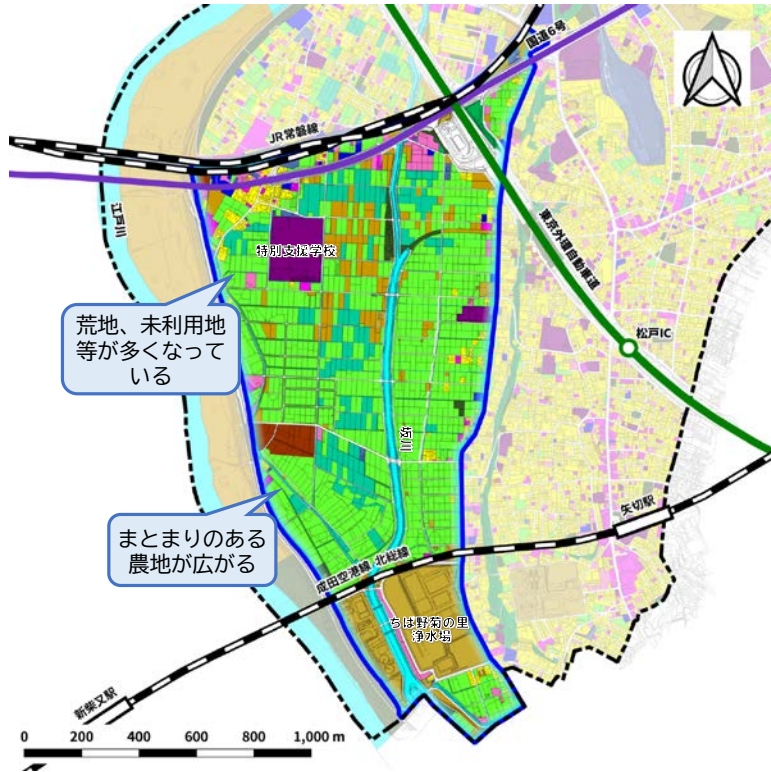 国道6号
JR常磐線
江戸川
特別支援学校
東京外環自動車道
荒地、未利用地
等が多くなって
いる
松戸IC
坂川
まとまりのある
農地が広がる
矢切駅
成田空港線 北総線
ちば野菊の里
浄水場
新柴又駅
0 200 400 600 800 1,000 m